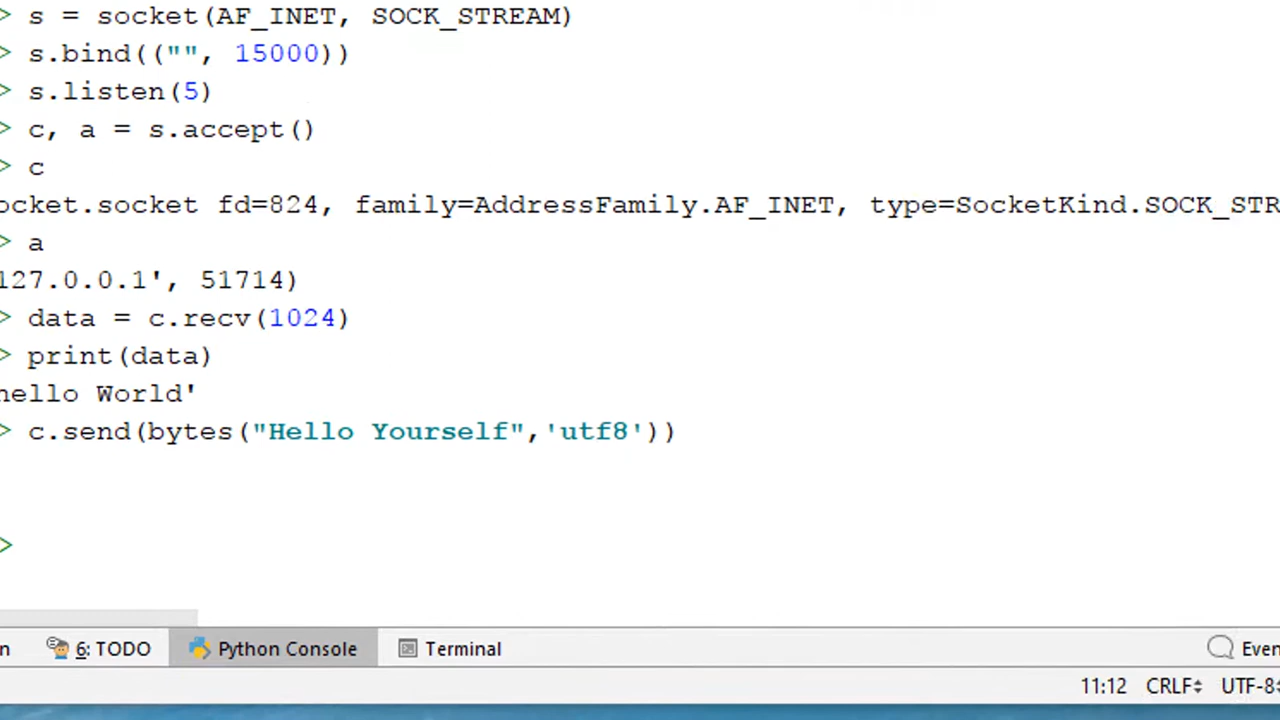 > s = socket(AF_INET, SOCK_STREAM)
> s.bind(("", 15000))
> s.listen(5)
> c, a = s.accept()
> c
ocket.socket fd=824, family=AddressFamily.AF_INET, type=SocketKind.SOCK_STR
> a
127.0.0.1', 51714)
> data = c.recv(1024)
> print(data)
hello World'
> c.send(bytes("Hello Yourself",'utf8'))
>
n 6: TODO Python Console Terminal Even
11:12 CRLF UTF-8